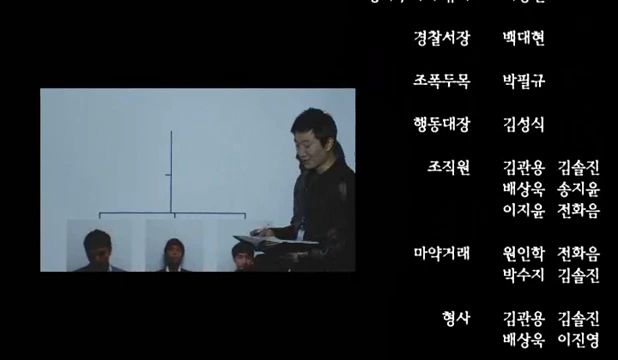 경찰서장 백대현
조폭두목 박필규
행동대장 김성식
조직원 김관용 김솔진
배상욱 송지윤
이지윤 전화음
마약거래 원인학 전화음
박수지 김솔진
형사 김관용 김솔진
배상욱 이진영